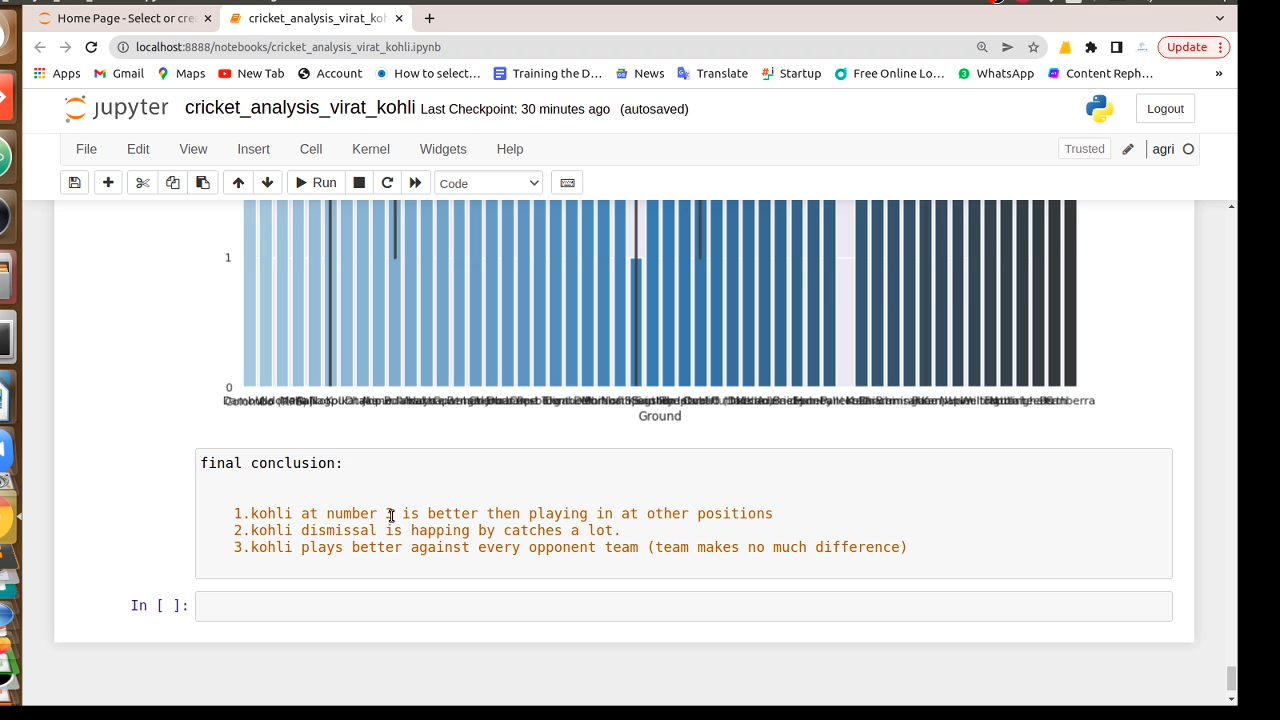 Home Page - Select or cre
cricket_analysis_virat_koh
localhost:8888/notebooks/cricket_analysis_virat_kohli.ipynb
Update
Apps
Gmail
Maps
New Tab
Account
How to select...
Training the D...
News
Translate
Startup
Free Online Lo...
WhatsApp
Content Reph...
»
jupyter
cricket_analysis_virat_kohli Last Checkpoint: 30 minutes ago (autosaved)
Logout
File Edit View Insert Cell Kernel Widgets Help
Trusted
agri
Run
Code
1
0
Ground
final conclusion:
1.kohli at number is better then playing in at other positions
2.kohli dismissal is happing by catches a lot.
3.kohli plays better against every opponent team (team makes no much difference)
In [ ]: